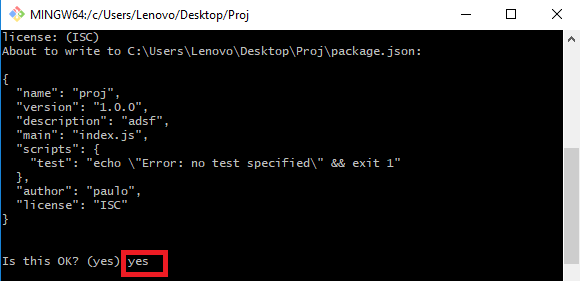 MINGW64:/c/Users/Lenovo/Desktop/Proj
license: (ISC)
About to write to C:\Users\Lenovo\Desktop\Proj\package.json:
{
  "name": "proj",
  "version": "1.0.0",
  "description": "adsf",
  "main": "index.js",
  "scripts": {
    "test": "echo \"Error: no test specified\" && exit 1"
  },
  "author": "paulo",
  "license": "ISC"
}
Is this OK? (yes) yes